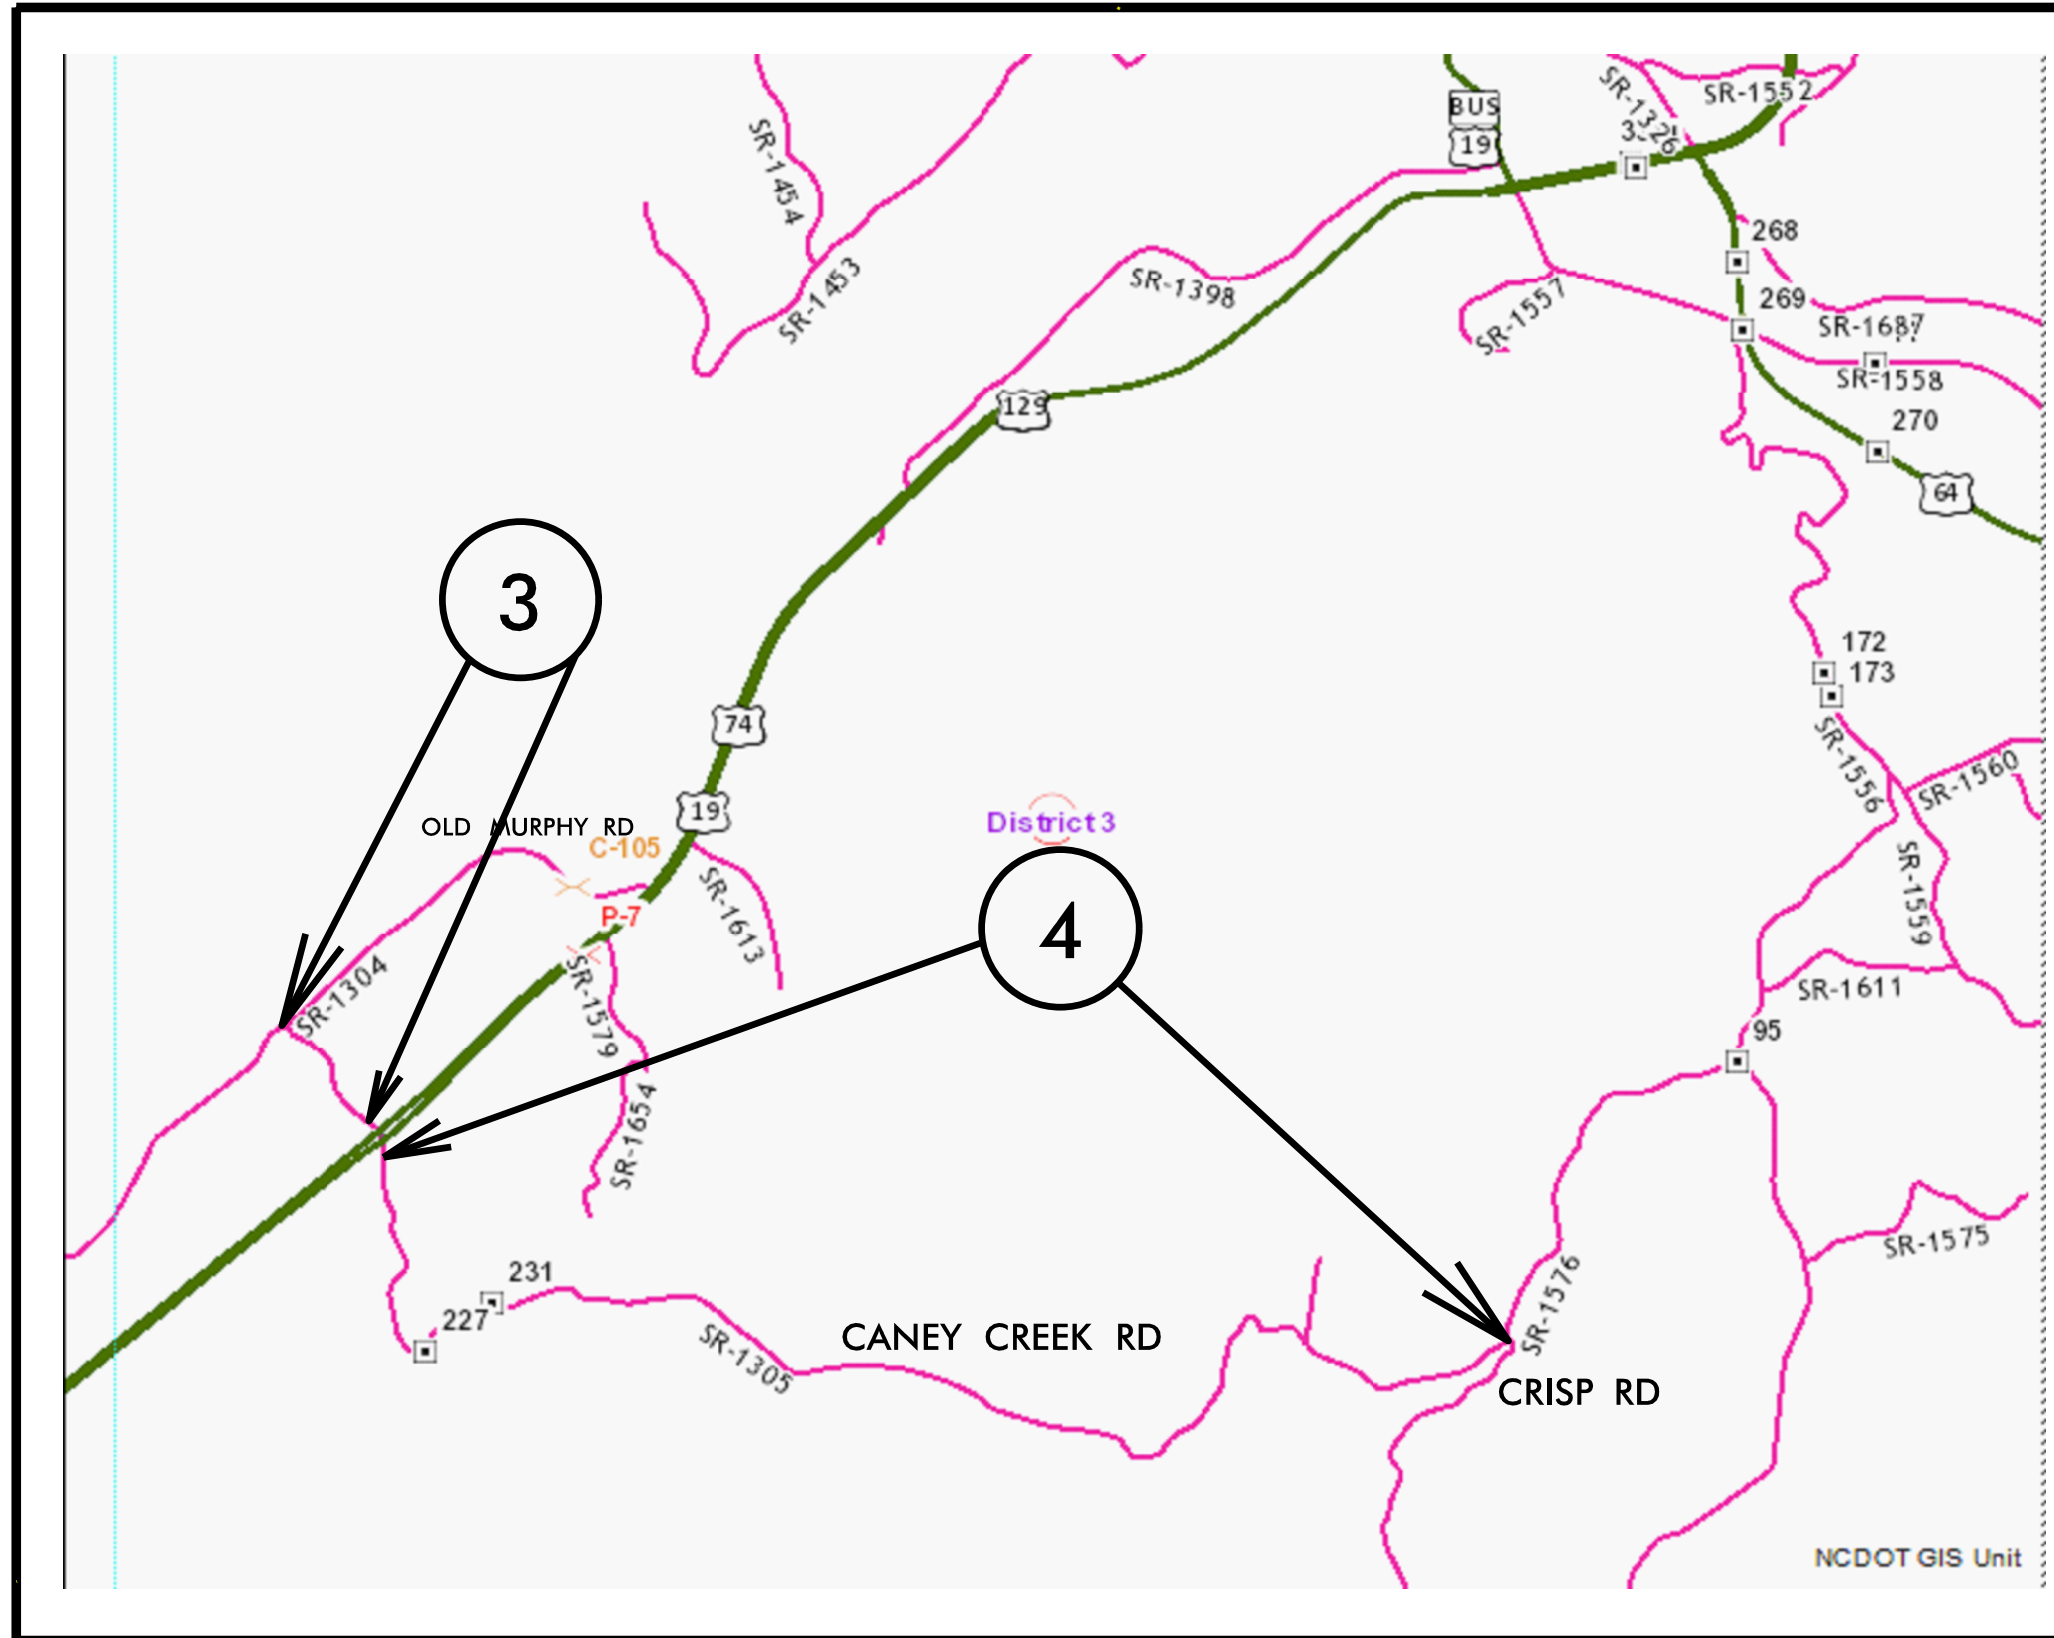 SR-1552
SR-1326
BUS
19
SR-1454
268
SR-1453
SR-1398
269
SR-1557
SR-1687
SR-1558
129
270
64
3
172
173
74
SR-1556
SR-1560
19
OLD MURPHY RD
C-105
District 3
SR-1613
SR-1559
P-7
4
SR-1304
SR-1579
SR-1611
95
SR-1654
SR-1575
231
227
SR-1305
CANEY CREEK RD
SR-1576
CRISP RD
NCDOT GIS Unit